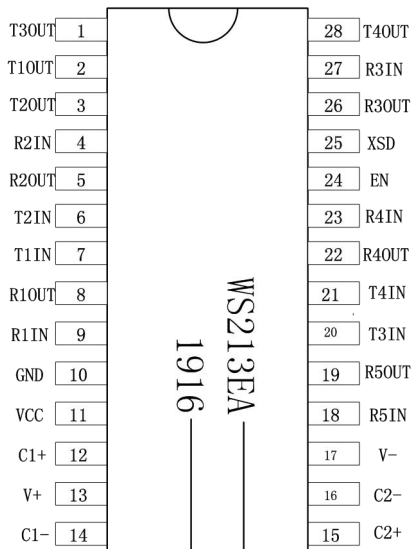 T3OUT 1 28 T4OUT
T1OUT 2 27 R3IN
T2OUT 3 26 R3OUT
R2IN 4 25 XSD
R2OUT 5 24 EN
T2IN 6 23 R4IN
T1IN 7 22 R4OUT
R1OUT 8 21 T4IN
R1IN 9 20 T3IN
GND 10 19 R5OUT
VCC 11 18 R5IN
C1+ 12 17 V-
V+ 13 16 C2-
C1- 14 15 C2+
WS213EA
1916